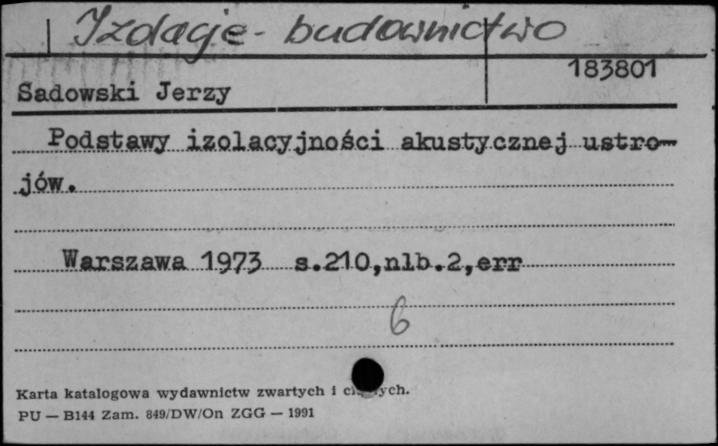 Izolacje - budownictwo
183801
Sadowski Jerzy
Podstawy izolacyjności akustycznej ustro-
jów.
Warszawa 1973 s.210,nlb.2,err
6
Karta katalogowa wydawnictw zwartych i
PU — B144 Zam. 849/DW/On ZGG — 1991